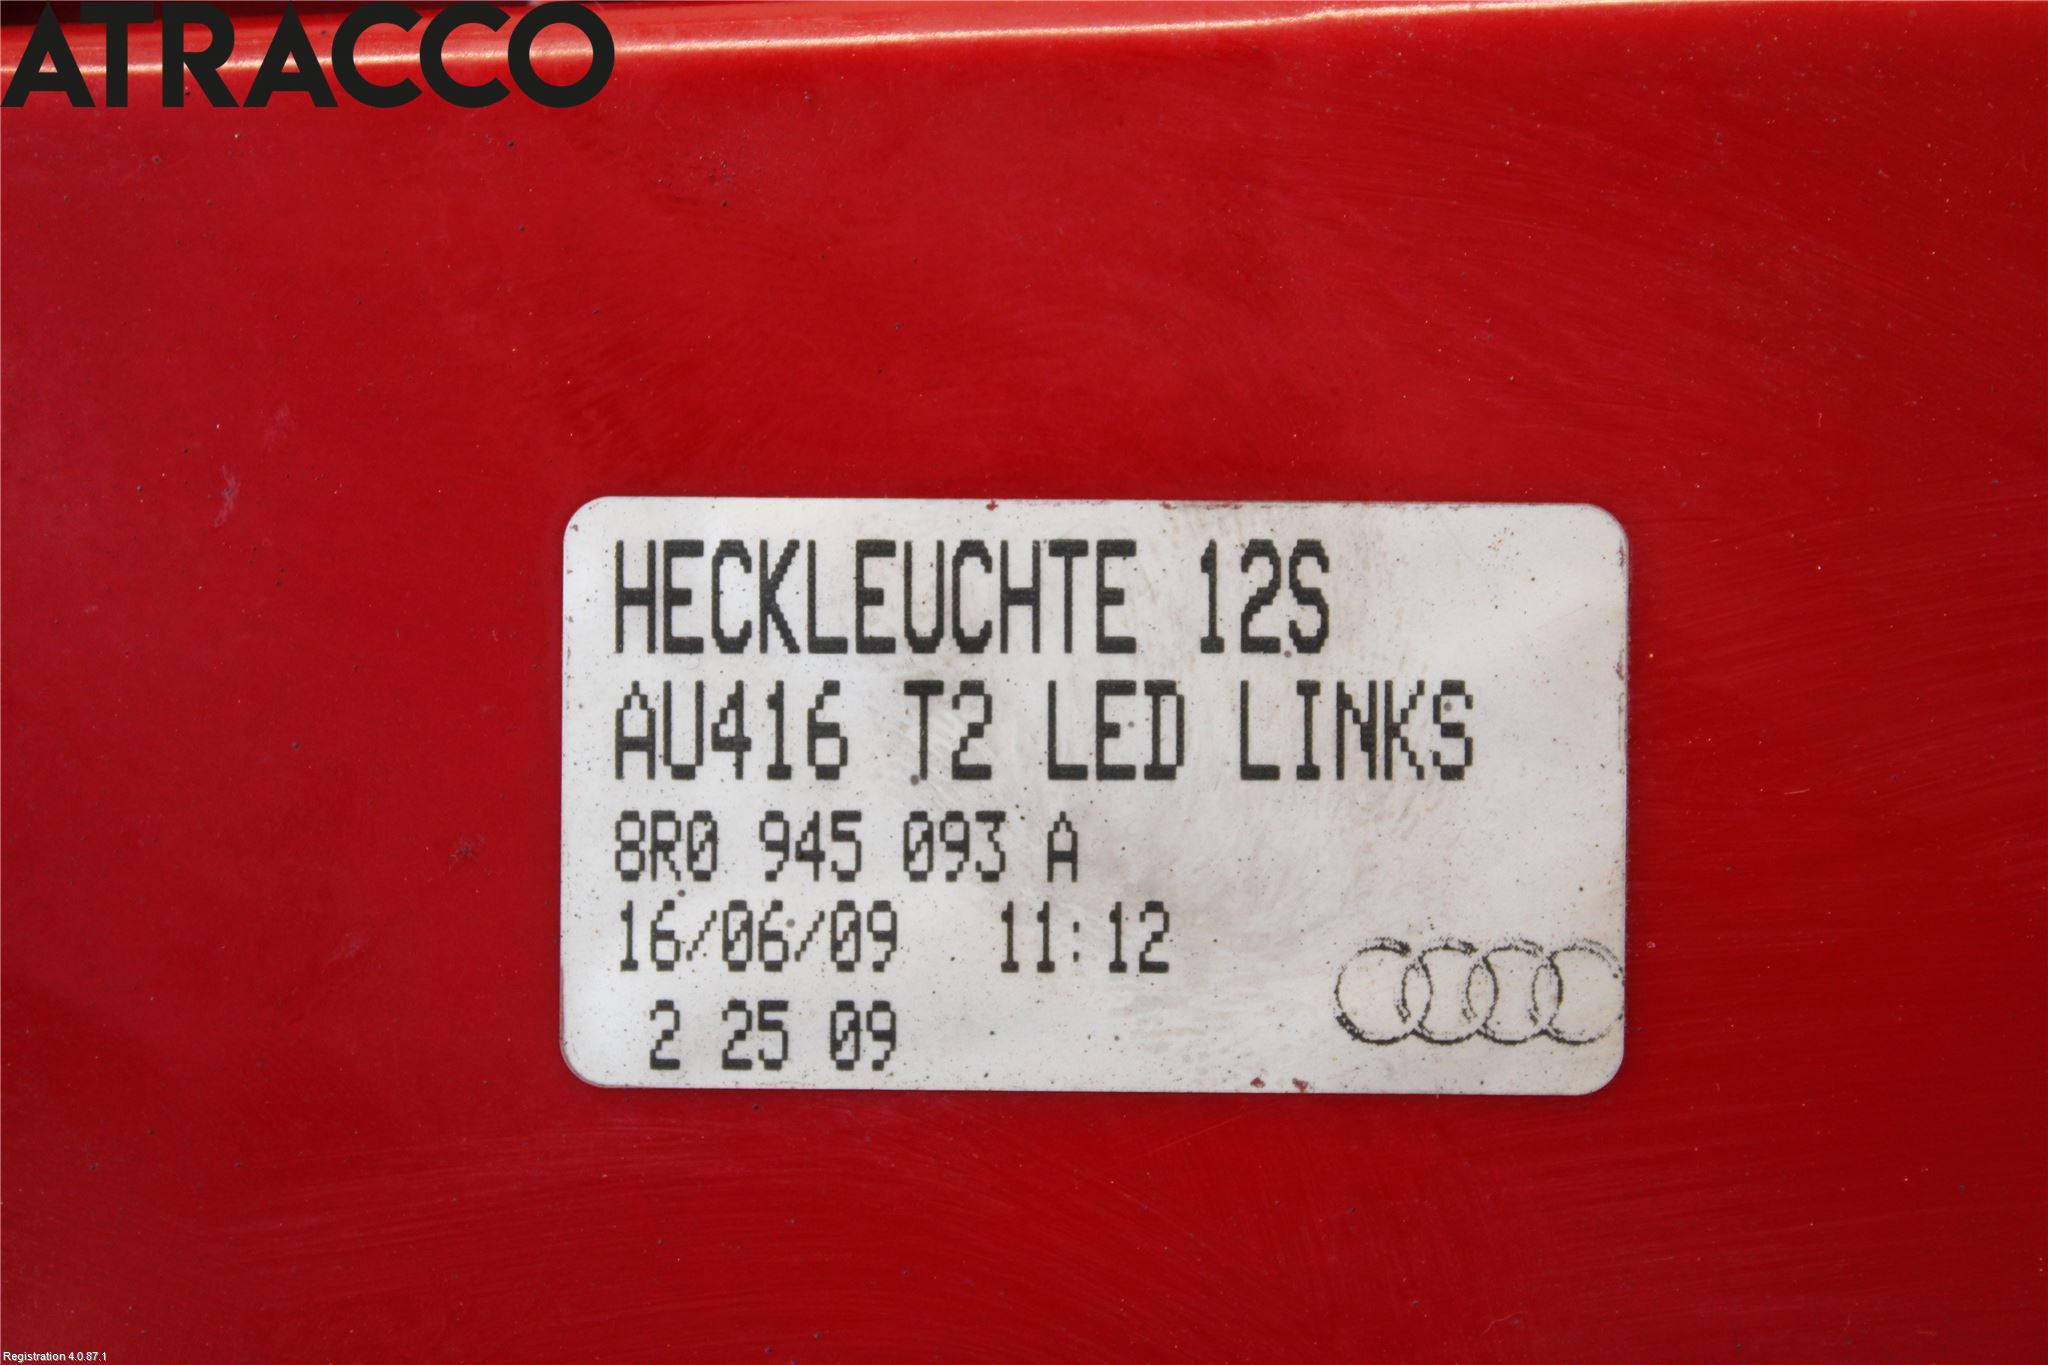 ATRACCO
HECKLEUCHTE 12S
AU416 T2 LED LINKS
8R0 945 093 A
16/06/09 11:12
2 25 09
Registration 4.0.87.1